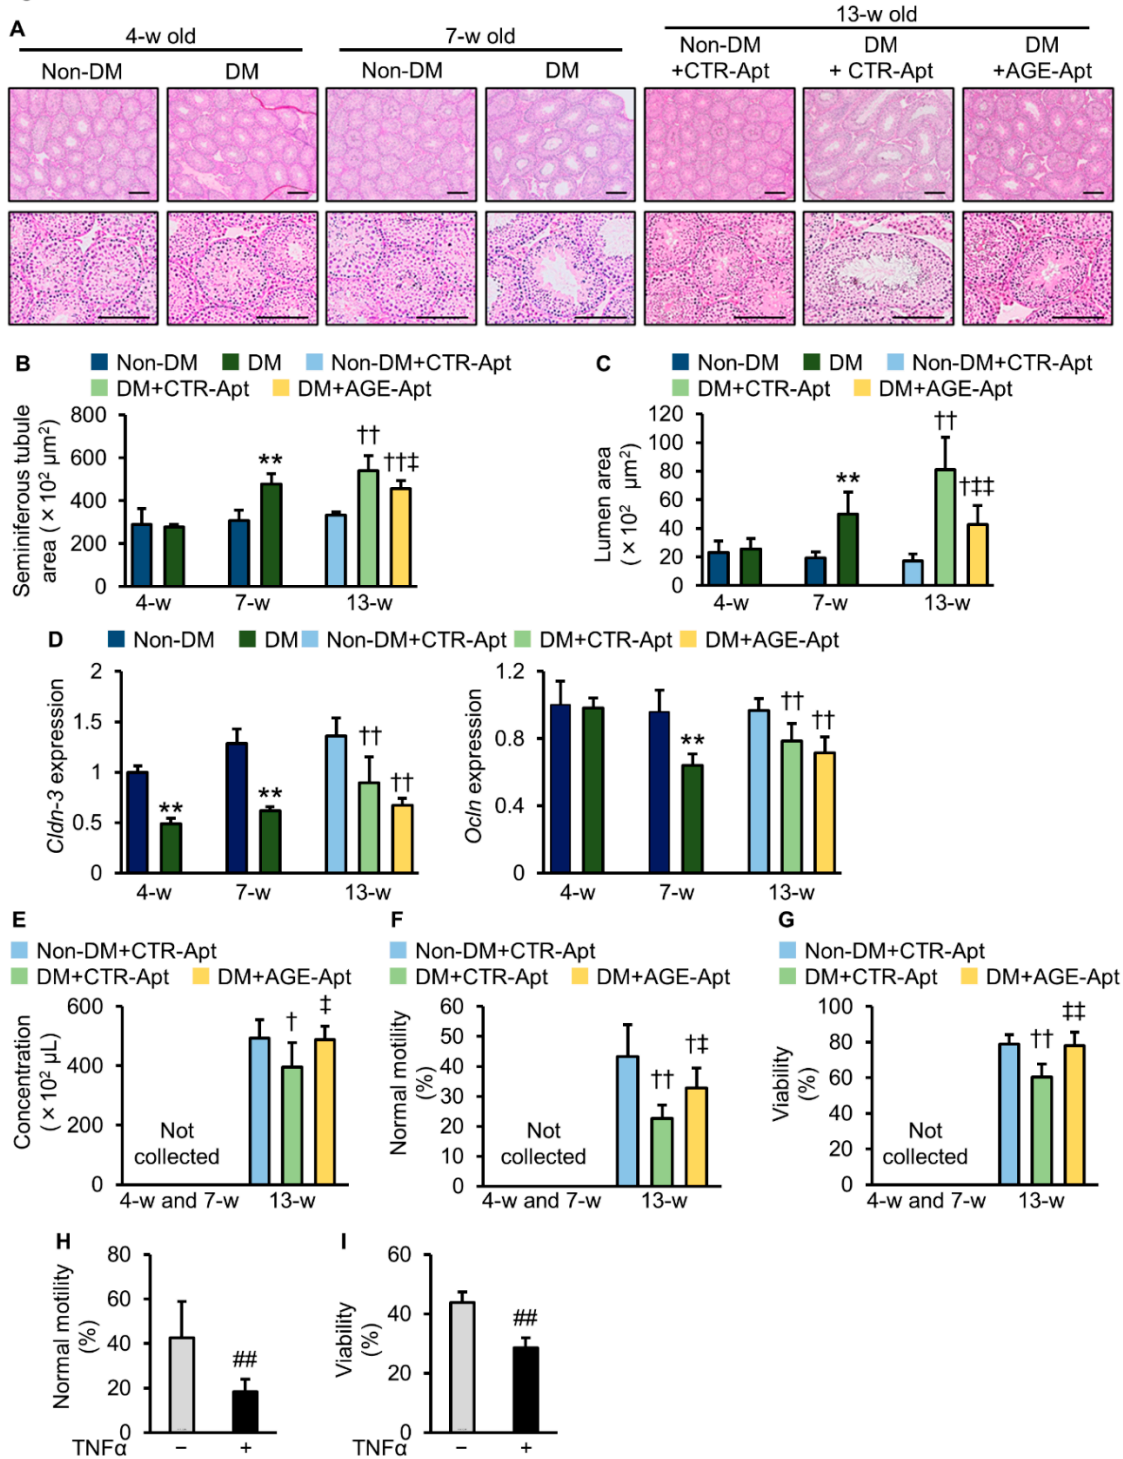 A
4-w old
7-w old
13-w old
Non-DM
DM
Non-DM
DM
Non-DM
+CTR-Apt
DM
+ CTR-Apt
DM
+AGE-Apt
B
Non-DM
DM
Non-DM+CTR-Apt
DM+CTR-Apt
DM+AGE-Apt
Seminiferous tubule
area (×10² µm²)
800
600
400
200
0
**
††
††‡
4-w
7-w
13-w
C
Non-DM
DM
Non-DM+CTR-Apt
DM+CTR-Apt
DM+AGE-Apt
Lumen area
(×10² µm²)
120
100
80
60
40
20
0
**
††
†‡‡
4-w
7-w
13-w
D
Non-DM
DM
Non-DM+CTR-Apt
DM+CTR-Apt
DM+AGE-Apt
Cldn-3 expression
2
1.5
1
0.5
0
**
**
††
††
4-w
7-w
13-w
Ocln expression
1.2
0.8
0.4
0
**
††
††
4-w
7-w
13-w
E
Non-DM+CTR-Apt
DM+CTR-Apt
DM+AGE-Apt
Concentration
(×10² µL)
600
400
200
0
†
‡
Not
collected
4-w and 7-w
13-w
F
Non-DM+CTR-Apt
DM+CTR-Apt
DM+AGE-Apt
Normal motility
(%)
60
50
40
30
20
10
0
††
†‡
Not
collected
4-w and 7-w
13-w
G
Non-DM+CTR-Apt
DM+CTR-Apt
DM+AGE-Apt
Viability
(%)
100
80
60
40
20
0
††
‡‡
Not
collected
4-w and 7-w
13-w
H
Normal motility
(%)
80
60
40
20
0
##
TNFα
−
+
I
Viability
(%)
60
40
20
0
##
TNFα
−
+